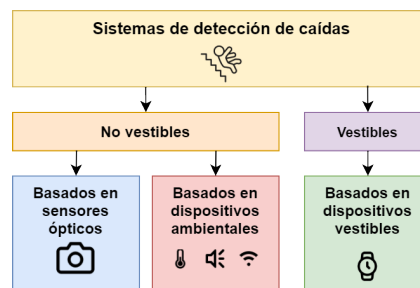 Sistemas de detección de caídas
No vestibles
Vestibles
Basados en
sensores
ópticos
Basados en
dispositivos
ambientales
Basados en
dispositivos
vestibles